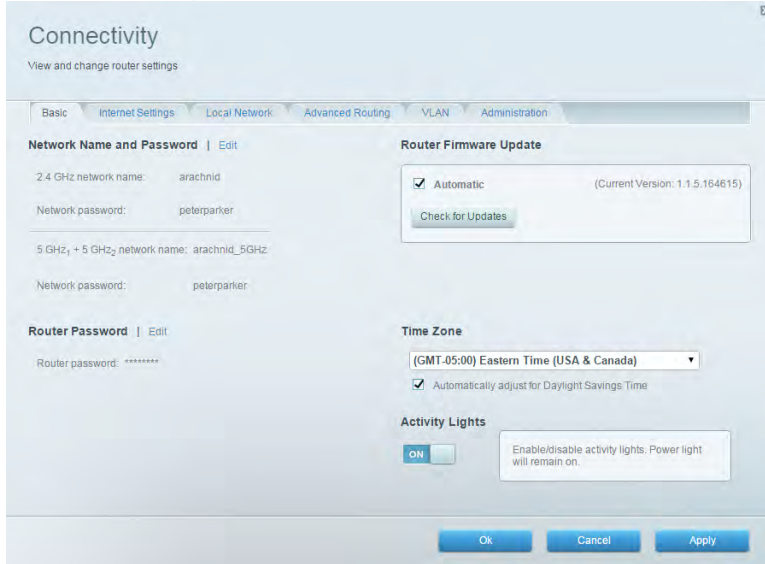 Connectivity
View and change router settings
Basic
Internet Settings
Local Network
Advanced Routing
VLAN
Administration
Network Name and Password | Edit
2.4 GHz network name: arachnid
Network password: peterparker
5 GHz1 + 5 GHz2 network name: arachnid_5GHz
Network password: peterparker
Router Password | Edit
Router password: ********
Router Firmware Update
Automatic
(Current Version: 1.1.5.164615)
Check for Updates
Time Zone
(GMT-05:00) Eastern Time (USA & Canada)
Automatically adjust for Daylight Savings Time
Activity Lights
ON
Enable/disable activity lights. Power light
will remain on.
Ok
Cancel
Apply